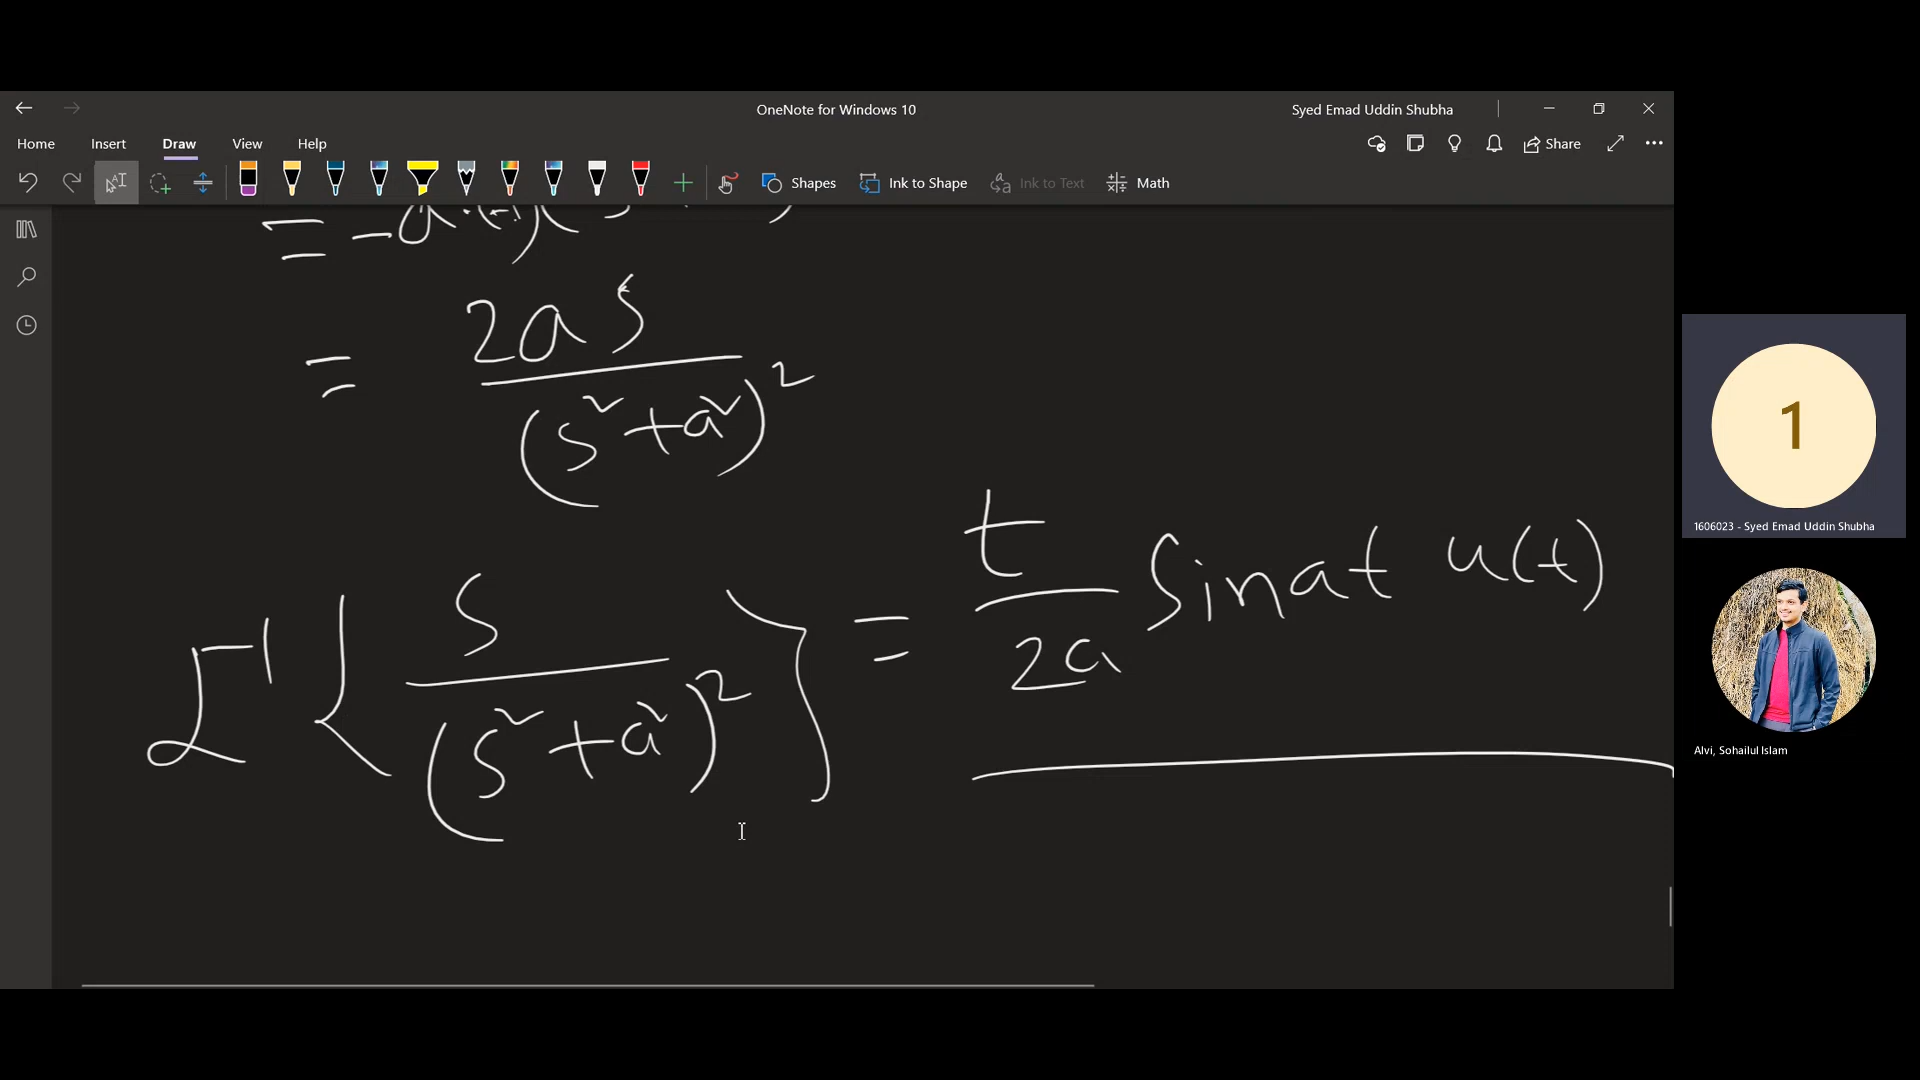 OneNote for Windows 10
Syed Emad Uddin Shubha
Home Insert Draw View Help
Share
Shapes Ink to Shape Ink to Text Math
= 2as / (s² + a²)²
ℒ⁻¹ { s / (s² + a²)² } = t / 2a Sinat u(t)
1
1606023 - Syed Emad Uddin Shubha
Alvi, Sohailul Islam